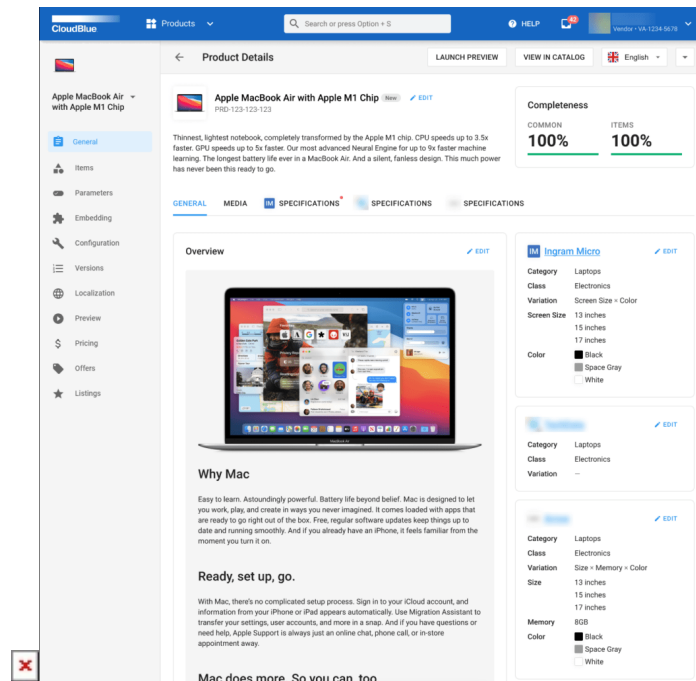 CloudBlue
Products
Search or press Option + S
HELP
42
Vendor • VA-1234-5678
Product Details
LAUNCH PREVIEW
VIEW IN CATALOG
English
Apple MacBook Air
with Apple M1 Chip
General
Items
Parameters
Embedding
Configuration
Versions
Localization
Preview
Pricing
Offers
Listings
Apple MacBook Air with Apple M1 Chip New EDIT
PRD-123-123-123
Thinnest, lightest notebook, completely transformed by the Apple M1 chip. CPU speeds up to 3.5x
faster. GPU speeds up to 5x faster. Our most advanced Neural Engine for up to 9x faster machine
learning. The longest battery life ever in a MacBook Air. And a silent, fanless design. This much power
has never been this ready to go.
Completeness
COMMON ITEMS
100% 100%
GENERAL MEDIA IM SPECIFICATIONS* SPECIFICATIONS SPECIFICATIONS
Overview EDIT
MacBook Air
Why Mac
Easy to learn. Astoundingly powerful. Battery life beyond belief. Mac is designed to let
you work, play, and create in ways you never imagined. It comes loaded with apps that
are ready to go right out of the box. Free, regular software updates keep things up to
date and running smoothly. And if you already have an iPhone, it feels familiar from the
moment you turn it on.
Ready, set up, go.
With Mac, there's no complicated setup process. Sign in to your iCloud account, and
information from your iPhone or iPad appears automatically. Use Migration Assistant to
transfer your settings, user accounts, and more in a snap. And if you have questions or
need help, Apple Support is always just an online chat, phone call, or in-store
appointment away.
Mac does more. So you can, too.
IM Ingram Micro EDIT
Category Laptops
Class Electronics
Variation Screen Size × Color
Screen Size 13 inches
15 inches
17 inches
Color Black
Space Gray
White
EDIT
Category Laptops
Class Electronics
Variation —
EDIT
Category Laptops
Class Electronics
Variation Size × Memory × Color
Size 13 inches
15 inches
17 inches
Memory 8GB
Color Black
Space Gray
White